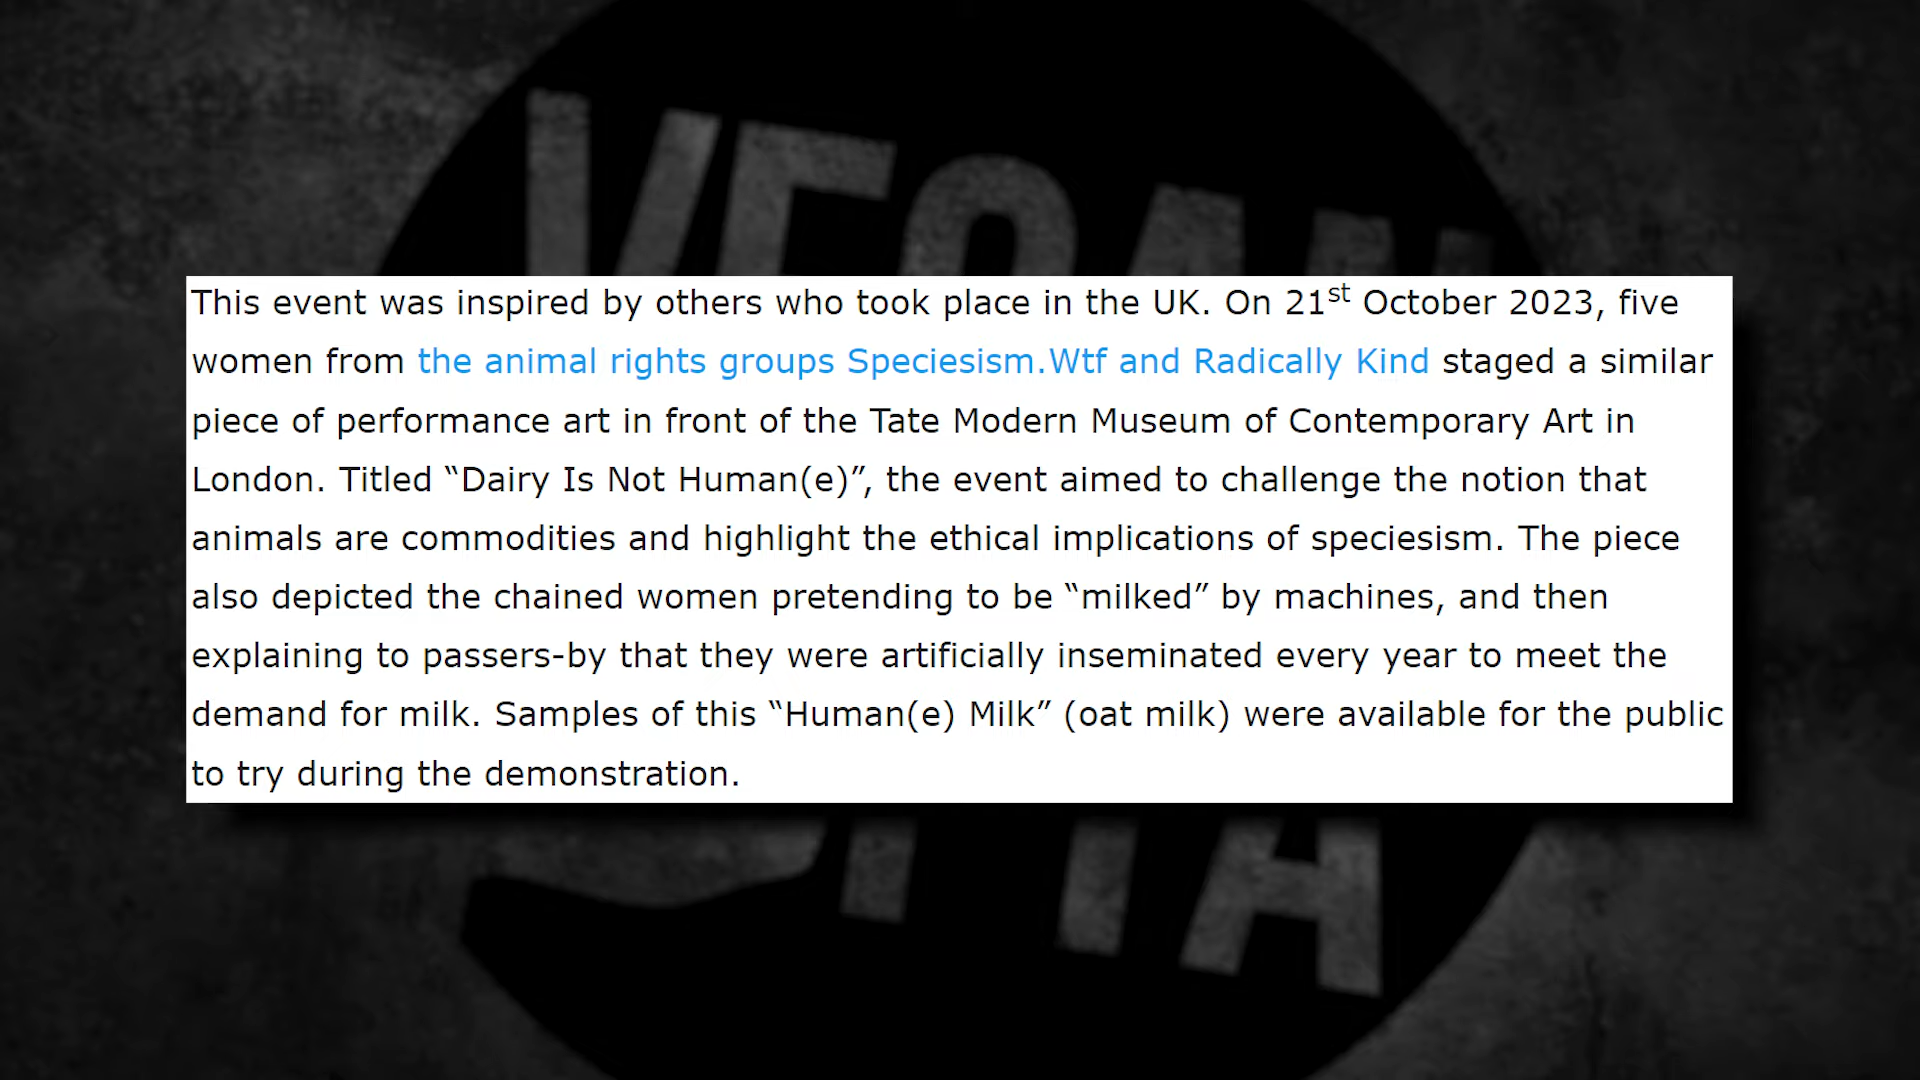 VEGAN
This event was inspired by others who took place in the UK. On 21st October 2023, five
women from the animal rights groups Speciesism.Wtf and Radically Kind staged a similar
piece of performance art in front of the Tate Modern Museum of Contemporary Art in
London. Titled “Dairy Is Not Human(e)”, the event aimed to challenge the notion that
animals are commodities and highlight the ethical implications of speciesism. The piece
also depicted the chained women pretending to be “milked” by machines, and then
explaining to passers-by that they were artificially inseminated every year to meet the
demand for milk. Samples of this “Human(e) Milk” (oat milk) were available for the public
to try during the demonstration.